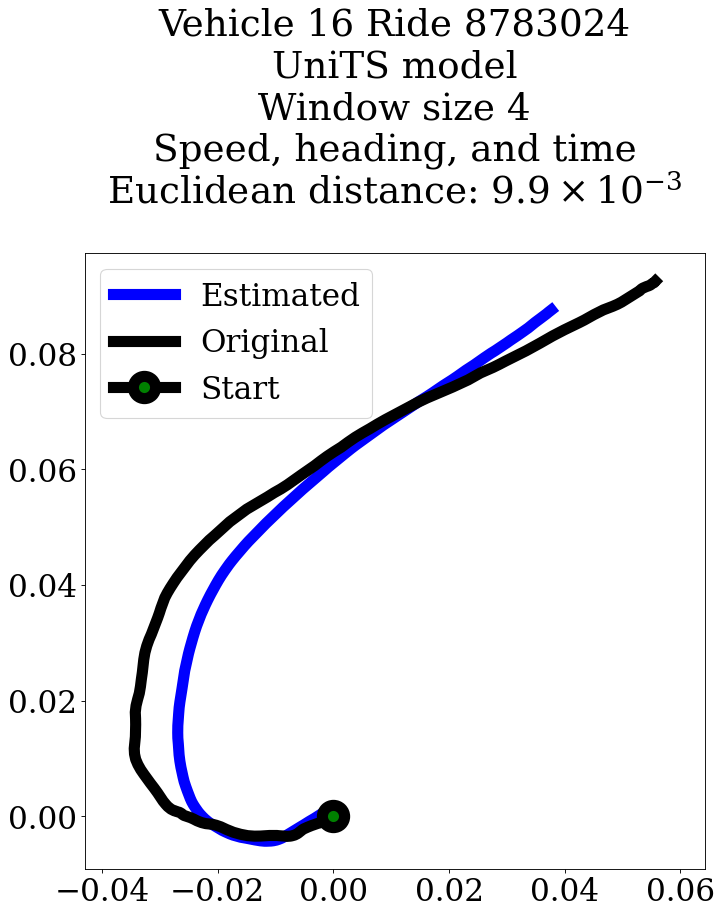 Vehicle 16 Ride 8783024
UniTS model
Window size 4
Speed, heading, and time
Euclidean distance: 9.9 × 10⁻³
Estimated
Original
Start
0.08
0.06
0.04
0.02
0.00
−0.04 −0.02 0.00 0.02 0.04 0.06